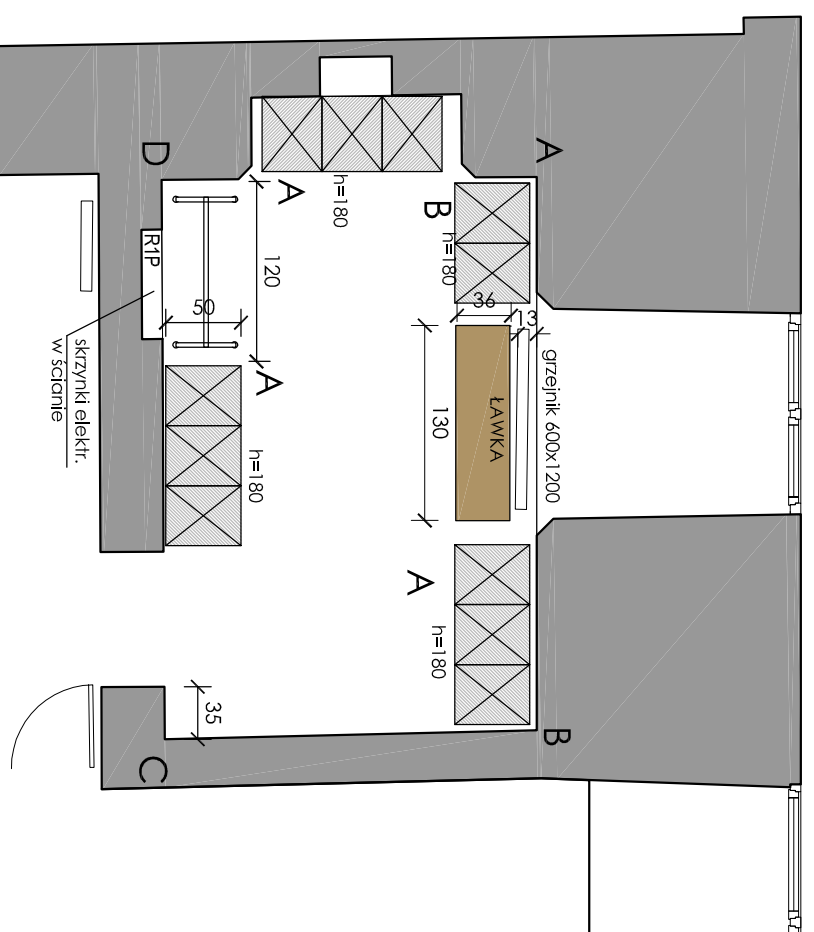 A
D
A
h=180
B
h=180
R1P
120
50
36
13
grzejnik 600x1200
skrzynki elektr.
w ścianie
A
130
ŁAWKA
h=180
A
h=180
35
B
C